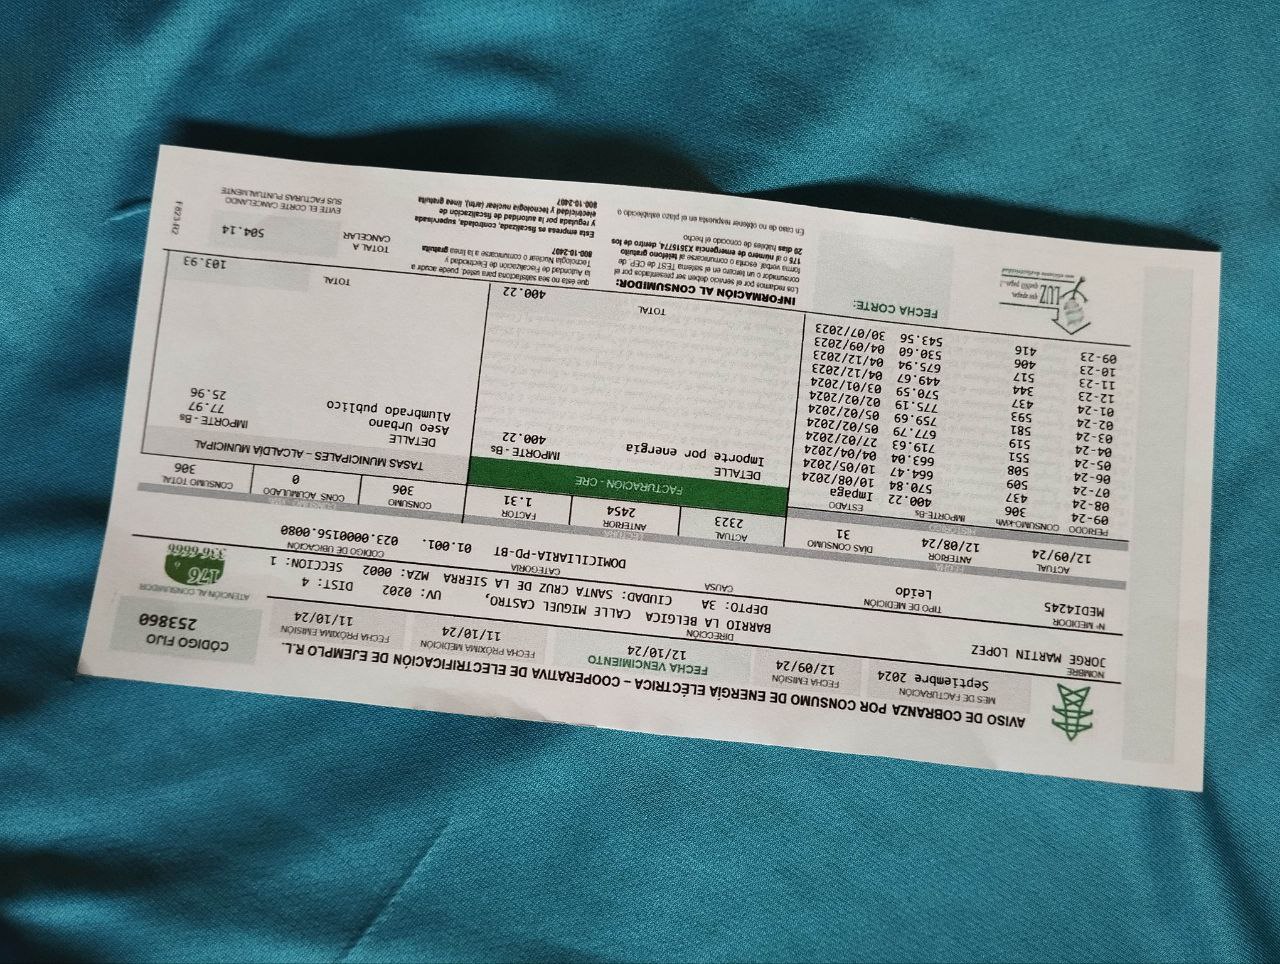 AVISO DE COBRANZA POR CONSUMO DE ENERGÍA ELÉCTRICA – COOPERATIVA DE ELECTRIFICACIÓN DE EJEMPLO R.L.
MES DE FACTURACIÓN
Septiembre 2024
FECHA EMISIÓN
12/09/24
FECHA VENCIMIENTO
12/10/24
FECHA PRÓXIMA MEDICIÓN
11/10/24
FECHA PRÓXIMA EMISIÓN
11/10/24
CÓDIGO FIJO
253860
NOMBRE
JORGE MARTIN LOPEZ
DIRECCIÓN
BARRIO LA BELGICA CALLE MIGUEL CASTRO, UV: 0202 DIST: 4
DEPTO: 3A CIUDAD: SANTA CRUZ DE LA SIERRA MZA: 0002 SECCION: 1
ATENCIÓN AL CONSUMIDOR
176 ó
336 6666
Nº MEDIDOR
MEDI4245
TIPO DE MEDICIÓN
Leído
CAUSA
CATEGORIA
DOMICILIARIA-PD-BT
CODIGO DE UBICACIÓN
01.001. 023.0000156.0080
FECHA
ACTUAL
12/09/24
ANTERIOR
12/08/24
DÍAS CONSUMO
31
LECTURA
ACTUAL
2323
ANTERIOR
2454
FACTOR
1.31
CONSUMO
306
CONS ACUMULADOS
0
CONSUMO TOTAL
306
HISTÓRICO
PERIODO CONSUMO-kWh IMPORTE-Bs ESTADO
09-24 306 400.22 Impaga
08-24 437 570.84 10/08/2024
07-24 509 664.47 10/05/2024
06-24 508 663.04 04/04/2024
05-24 551 719.63 27/02/2024
04-24 519 677.79 05/02/2024
03-24 581 759.69 05/02/2024
02-24 593 775.19 02/02/2024
01-24 437 570.59 03/01/2024
12-23 344 449.67 04/12/2023
11-23 517 675.94 04/12/2023
10-23 406 530.60 04/09/2023
09-23 416 543.56 30/07/2023
FACTURACIÓN - CRE
DETALLE IMPORTE - Bs
Importe por energía 400.22
TOTAL 400.22
TASAS MUNICIPALES – ALCALDÍA MUNICIPAL
DETALLE IMPORTE - Bs
Aseo Urbano 77.97
Alumbrado publico 25.96
TOTAL 103.93
LUZ
FECHA CORTE:
INFORMACIÓN AL CONSUMIDOR:
Los reclamos por el servicio deben ser presentados por el
consumidor o un tercero en el sistema TEST de CEP, de
forma verbal, escrita o comunicarse al teléfono gratuito
176 o al número de emergencia X3515774, dentro de los
20 días hábiles de conocido el hecho
En caso de no obtener respuesta en el plazo establecido o
que esta no sea satisfactoria para usted, puede acudir a
la Autoridad de Fiscalización de Electricidad y
Tecnología Nuclear o comunicarse a la línea gratuita
800-10-2407
Esta empresa es fiscalizada, controlada, supervisada
y regulada por la autoridad de fiscalización de
electricidad y tecnología nuclear (aetn), línea gratuita
800-10-2407
TOTAL A
CANCELAR
504.14
EVITE EL CORTE CANCELANDO
SUS FACTURAS PUNTUALMENTE
F 823-R2